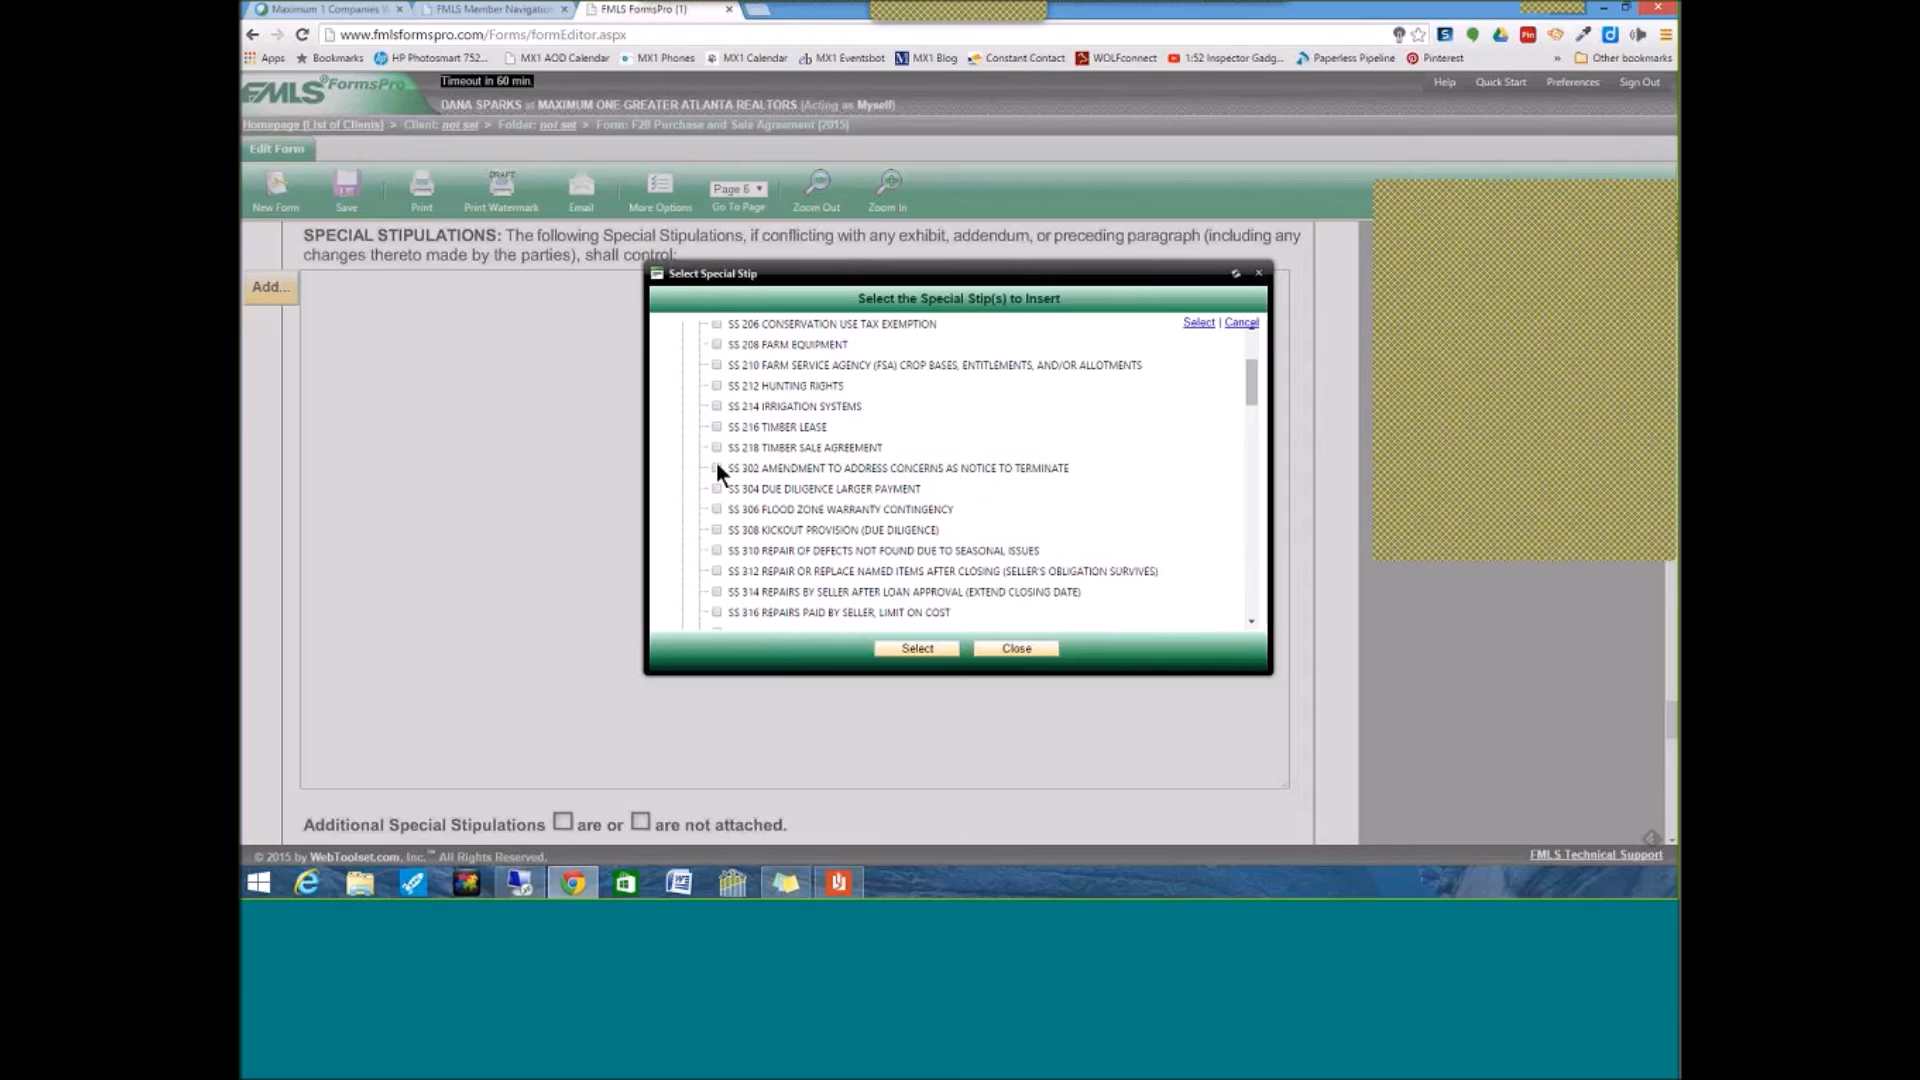 Maximum 1 Companies
FMLS Member Navigation
FMLS FormsPro (1)
www.fmlsformspro.com/Forms/formEditor.aspx
Apps Bookmarks HP Photosmart 752... MX1 AOD Calendar MX1 Phones MX1 Calendar MX1 Eventsbot MX1 Blog Constant Contact WOLFconnect 1:52 Inspector Gadg... Paperless Pipeline Pinterest » Other bookmarks
FMLS FormsPro
Timeout in 60 min.
Help Quick Start Preferences Sign Out
DANA SPARKS at MAXIMUM ONE GREATER ATLANTA REALTORS (Acting as Myself)
Homepage (List of Clients) > Client: not set > Folder: not set > Form: F20 Purchase and Sale Agreement (2015)
Edit Form
DRAFT
Page 6
New Form Save Print Print Watermark Email More Options Go To Page Zoom Out Zoom In
SPECIAL STIPULATIONS: The following Special Stipulations, if conflicting with any exhibit, addendum, or preceding paragraph (including any
changes thereto made by the parties), shall control:
Add...
Select Special Stip
Select the Special Stip(s) to Insert
Select | Cancel
SS 206 CONSERVATION USE TAX EXEMPTION
SS 208 FARM EQUIPMENT
SS 210 FARM SERVICE AGENCY (FSA) CROP BASES, ENTITLEMENTS, AND/OR ALLOTMENTS
SS 212 HUNTING RIGHTS
SS 214 IRRIGATION SYSTEMS
SS 216 TIMBER LEASE
SS 218 TIMBER SALE AGREEMENT
SS 302 AMENDMENT TO ADDRESS CONCERNS AS NOTICE TO TERMINATE
SS 304 DUE DILIGENCE LARGER PAYMENT
SS 306 FLOOD ZONE WARRANTY CONTINGENCY
SS 308 KICKOUT PROVISION (DUE DILIGENCE)
SS 310 REPAIR OF DEFECTS NOT FOUND DUE TO SEASONAL ISSUES
SS 312 REPAIR OR REPLACE NAMED ITEMS AFTER CLOSING (SELLER'S OBLIGATION SURVIVES)
SS 314 REPAIRS BY SELLER AFTER LOAN APPROVAL (EXTEND CLOSING DATE)
SS 316 REPAIRS PAID BY SELLER, LIMIT ON COST
Select Close
Additional Special Stipulations are or are not attached.
© 2015 by WebToolset.com, Inc.™ All Rights Reserved.
FMLS Technical Support